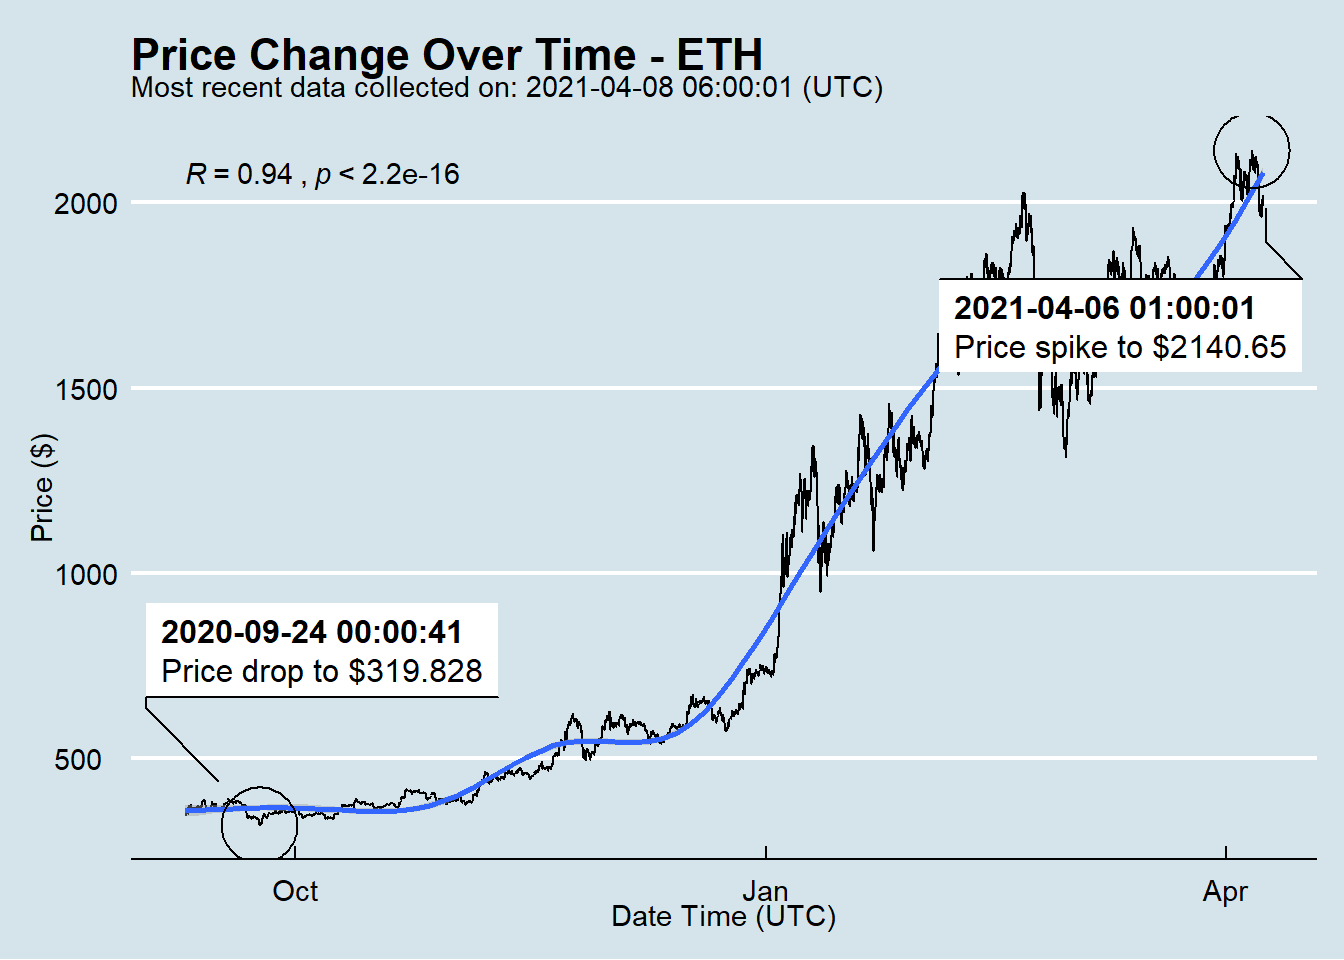 Price Change Over Time - ETH
Most recent data collected on: 2021-04-08 06:00:01 (UTC)
R = 0.94 , p < 2.2e-16
2000
1500
1000
500
Price ($)
2021-04-06 01:00:01
Price spike to $2140.65
2020-09-24 00:00:41
Price drop to $319.828
Oct
Jan
Apr
Date Time (UTC)